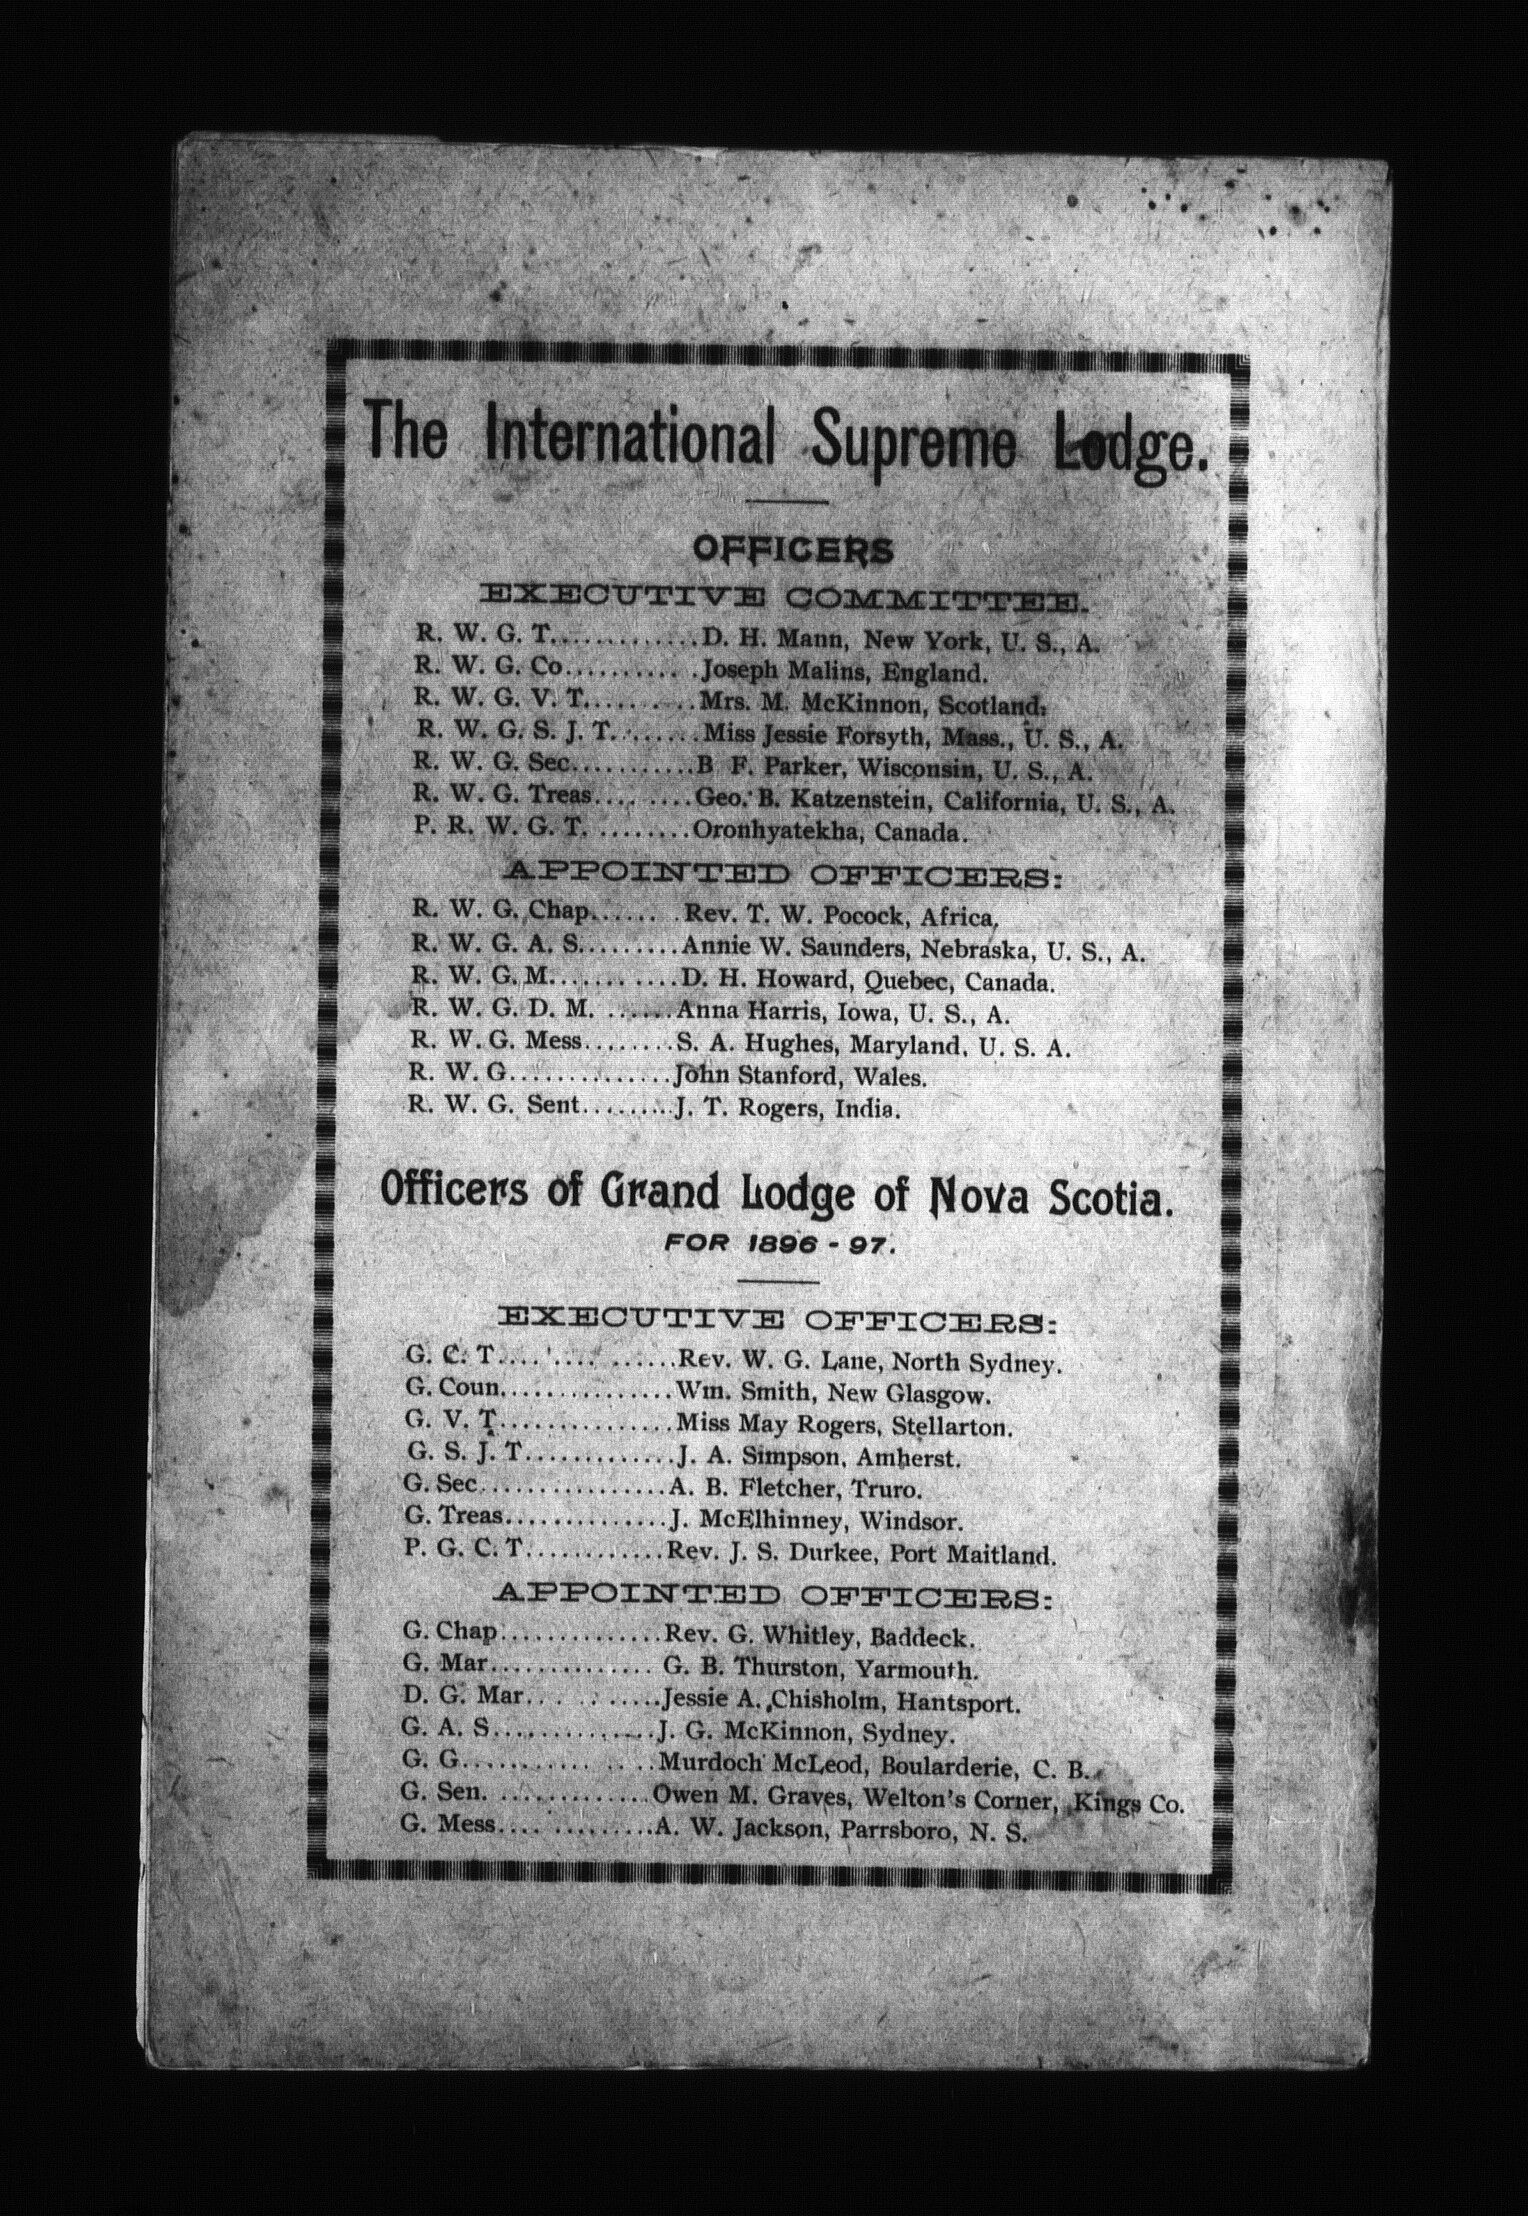 The International Supreme Lodge.
OFFICERS
EXECUTIVE COMMITTEE.
R. W. G. T.............D. H. Mann, New York, U. S., A.
R. W. G. Co...........Joseph Malins, England.
R. W. G. V. T..........Mrs. M. McKinnon, Scotland.
R. W. G. S. J. T........Miss Jessie Forsyth, Mass., U. S., A.
R. W. G. Sec...........B F. Parker, Wisconsin, U. S., A.
R. W. G. Treas.........Geo. B. Katzenstein, California, U. S., A.
P. R. W. G. T. ........Oronhyatekha, Canada.
APPOINTED OFFICERS:
R. W. G. Chap........Rev. T. W. Pocock, Africa,
R. W. G. A. S.........Annie W. Saunders, Nebraska, U. S., A.
R. W. G. M...........D. H. Howard, Quebec, Canada.
R. W. G. D. M. ......Anna Harris, Iowa, U. S., A.
R. W. G. Mess........S. A. Hughes, Maryland, U. S. A.
R. W. G..............John Stanford, Wales.
R. W. G. Sent........J. T. Rogers, India.
Officers of Grand Lodge of Nova Scotia.
FOR 1896 - 97.
EXECUTIVE OFFICERS:
G. C. T.... .... ......Rev. W. G. Lane, North Sydney.
G. Coun...............Wm. Smith, New Glasgow.
G. V. T...............Miss May Rogers, Stellarton.
G. S. J. T.............J. A. Simpson, Amherst.
G. Sec................A. B. Fletcher, Truro.
G. Treas..............J. McElhinney, Windsor.
P. G. C. T............Rev. J. S. Durkee, Port Maitland.
APPOINTED OFFICERS:
G. Chap..............Rev. G. Whitley, Baddeck.
G. Mar.............. G. B. Thurston, Yarmouth.
D. G. Mar... ......Jessie A. Chisholm, Hantsport.
G. A. S..............J. G. McKinnon, Sydney.
G. G........... .. ..Murdoch McLeod, Boularderie, C. B.
G. Sen. .............Owen M. Graves, Welton's Corner, Kings Co.
G. Mess.... .........A. W. Jackson, Parrsboro, N. S.